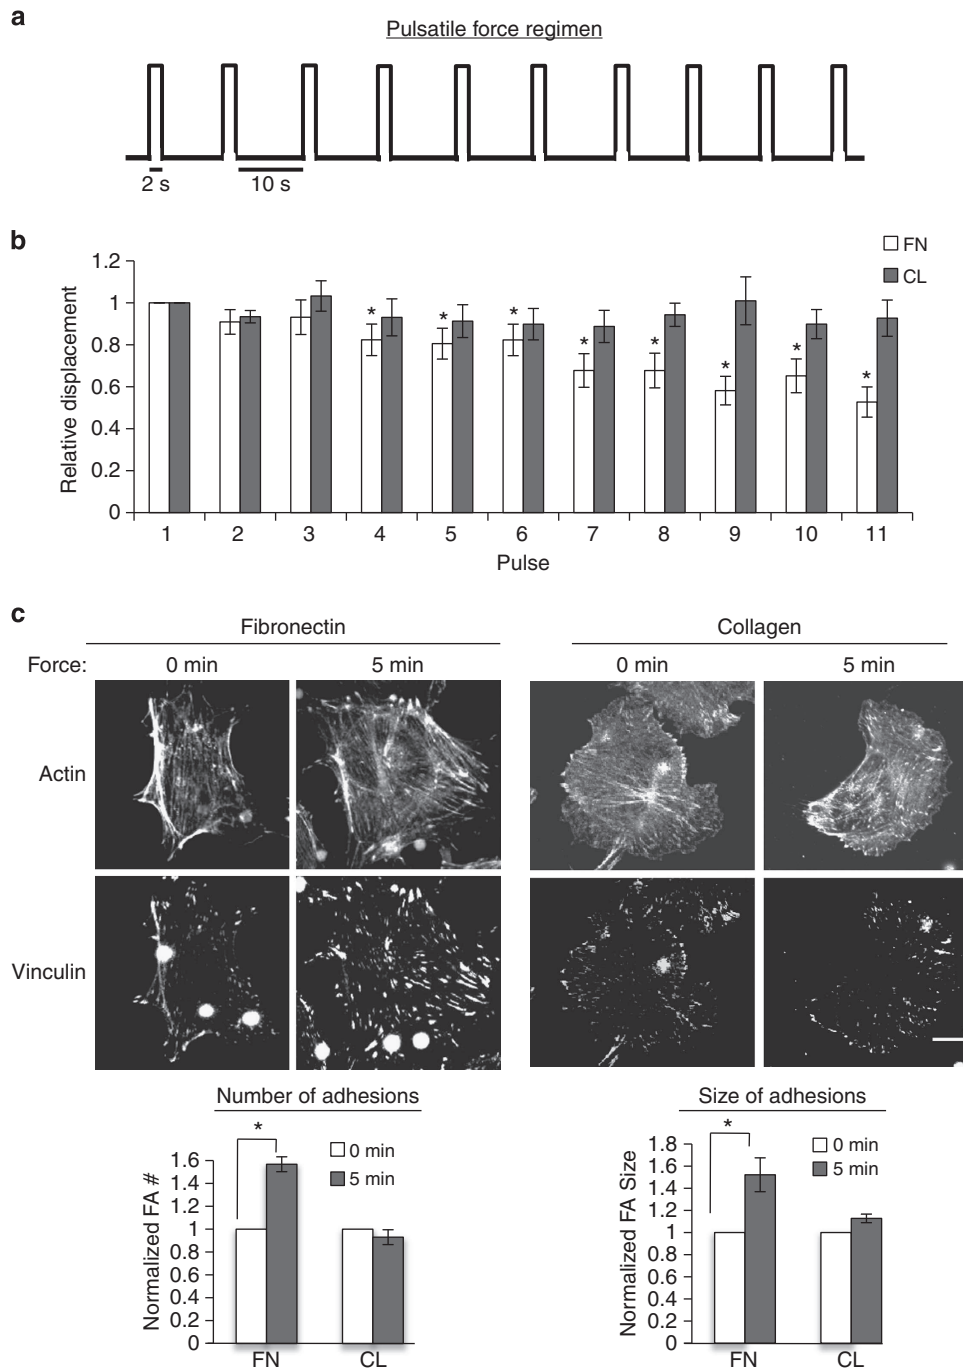 a
Pulsatile force regimen
2 s
10 s
b
FN
CL
1.2
1
0.8
0.6
0.4
0.2
0
Relative displacement
* * * * * * * *
1 2 3 4 5 6 7 8 9 10 11
Pulse
c
Fibronectin
Collagen
Force: 0 min 5 min 0 min 5 min
Actin
Vinculin
Number of adhesions
*
0 min
5 min
1.6
1.4
1.2
1
0.8
0.6
0.4
0.2
0
Normalized FA #
FN CL
Size of adhesions
*
0 min
5 min
1.8
1.6
1.4
1.2
1
0.8
0.6
0.4
0.2
0
Normalized FA Size
FN CL